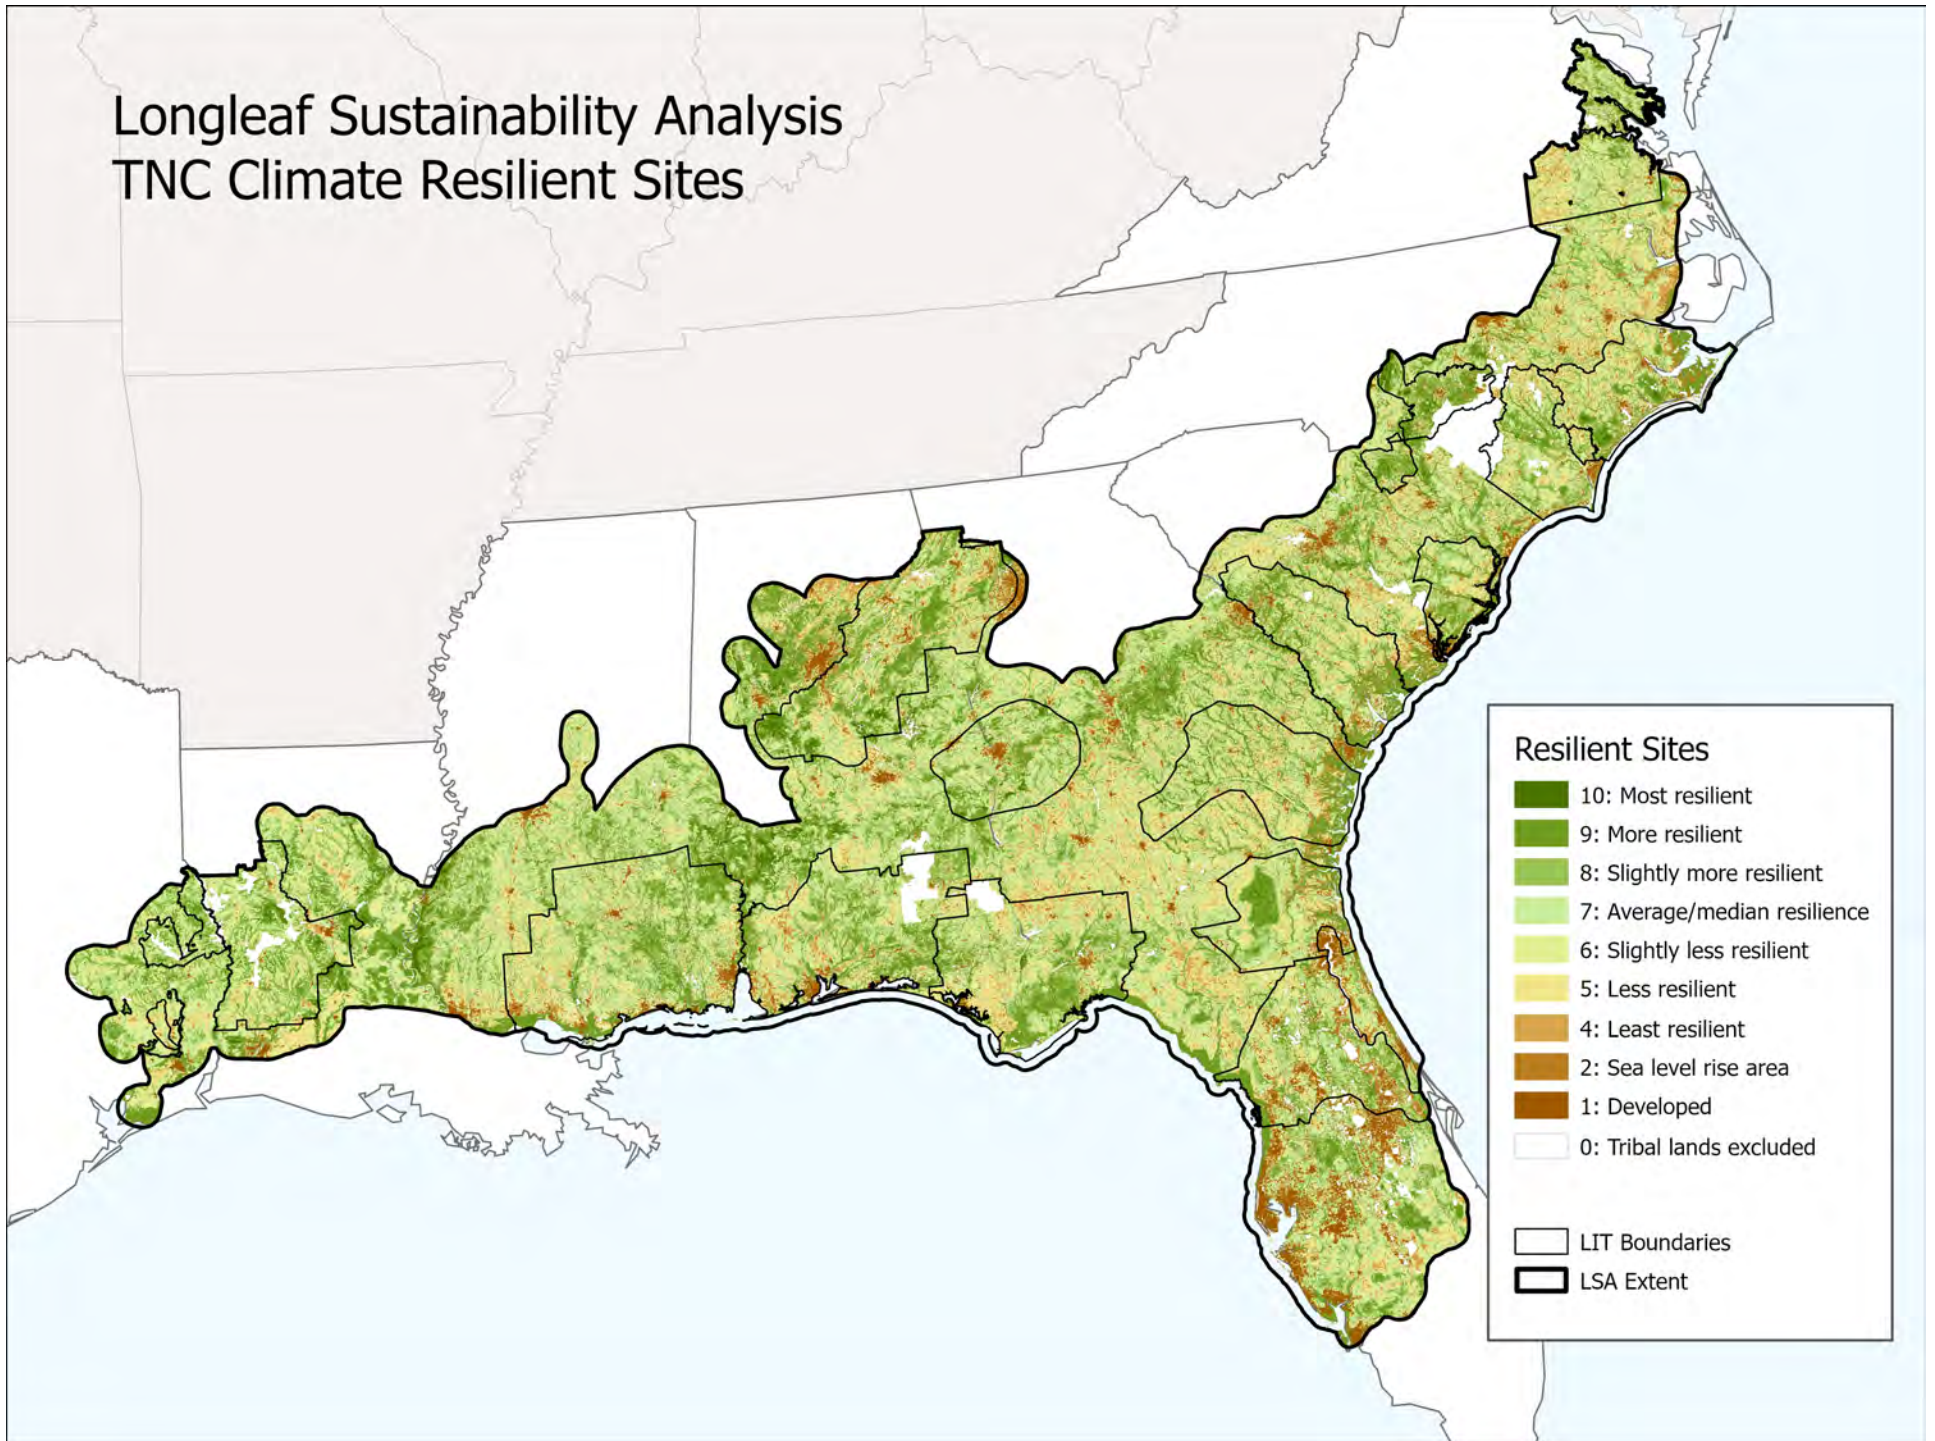 Longleaf Sustainability Analysis
TNC Climate Resilient Sites
Resilient Sites
10: Most resilient
9: More resilient
8: Slightly more resilient
7: Average/median resilience
6: Slightly less resilient
5: Less resilient
4: Least resilient
2: Sea level rise area
1: Developed
0: Tribal lands excluded
LIT Boundaries
LSA Extent